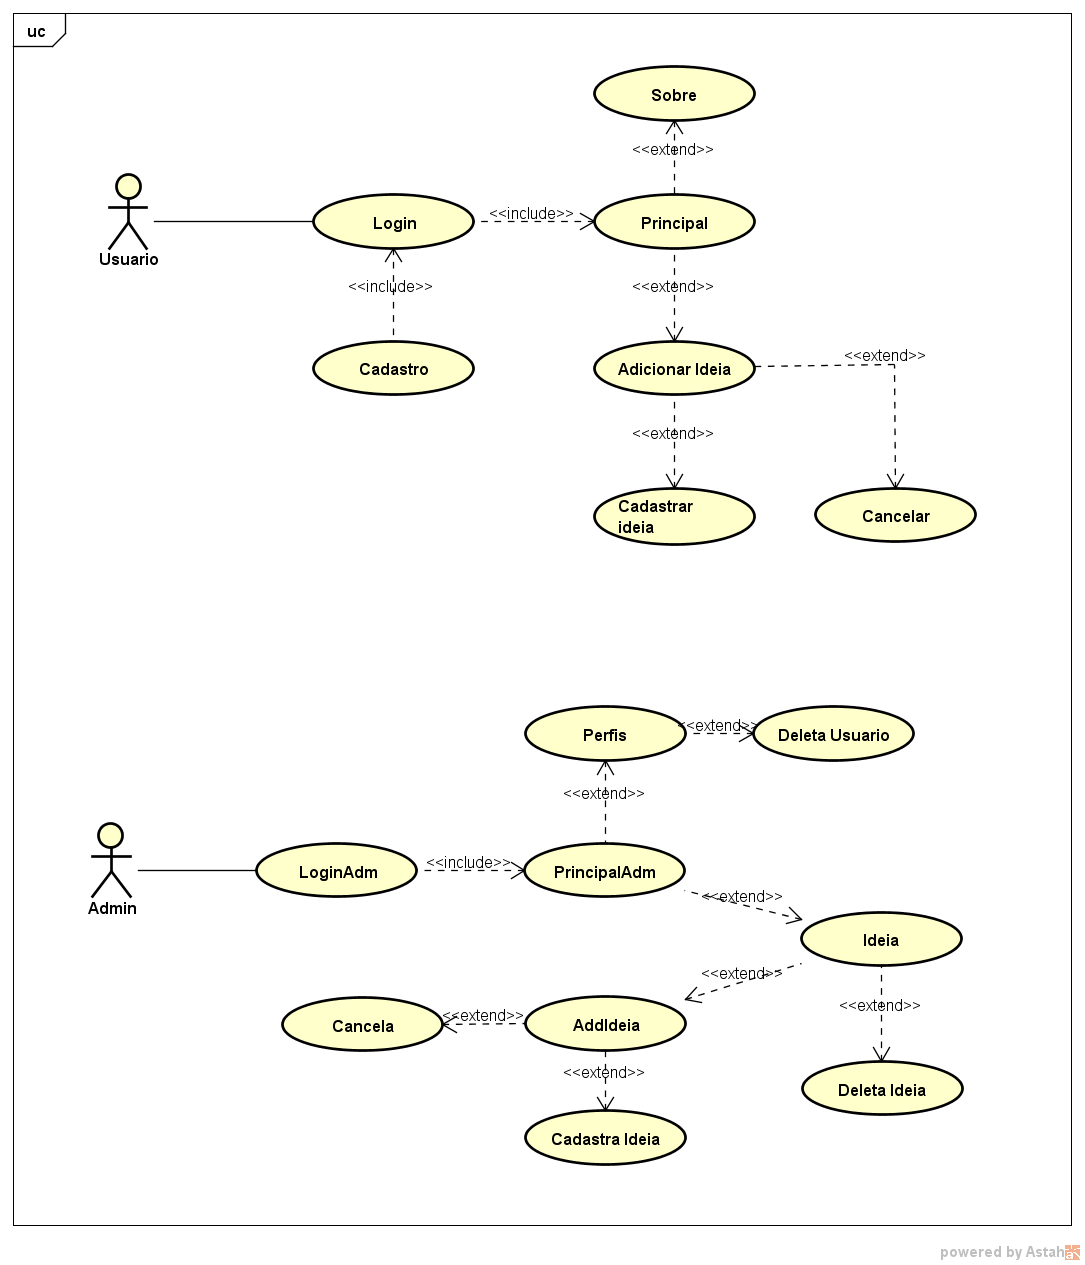 uc
Sobre
<<extend>>
Usuario
Login
<<include>>
Principal
<<include>>
<<extend>>
Cadastro
Adicionar Ideia
<<extend>>
<<extend>>
Cadastrar
ideia
Cancelar
Perfis
<<extend>>
Deleta Usuario
<<extend>>
Admin
LoginAdm
<<include>>
PrincipalAdm
<<extend>>
Ideia
<<extend>>
<<extend>>
Cancela
<<extend>>
AddIdeia
<<extend>>
Deleta Ideia
Cadastra Ideia
powered by Astah